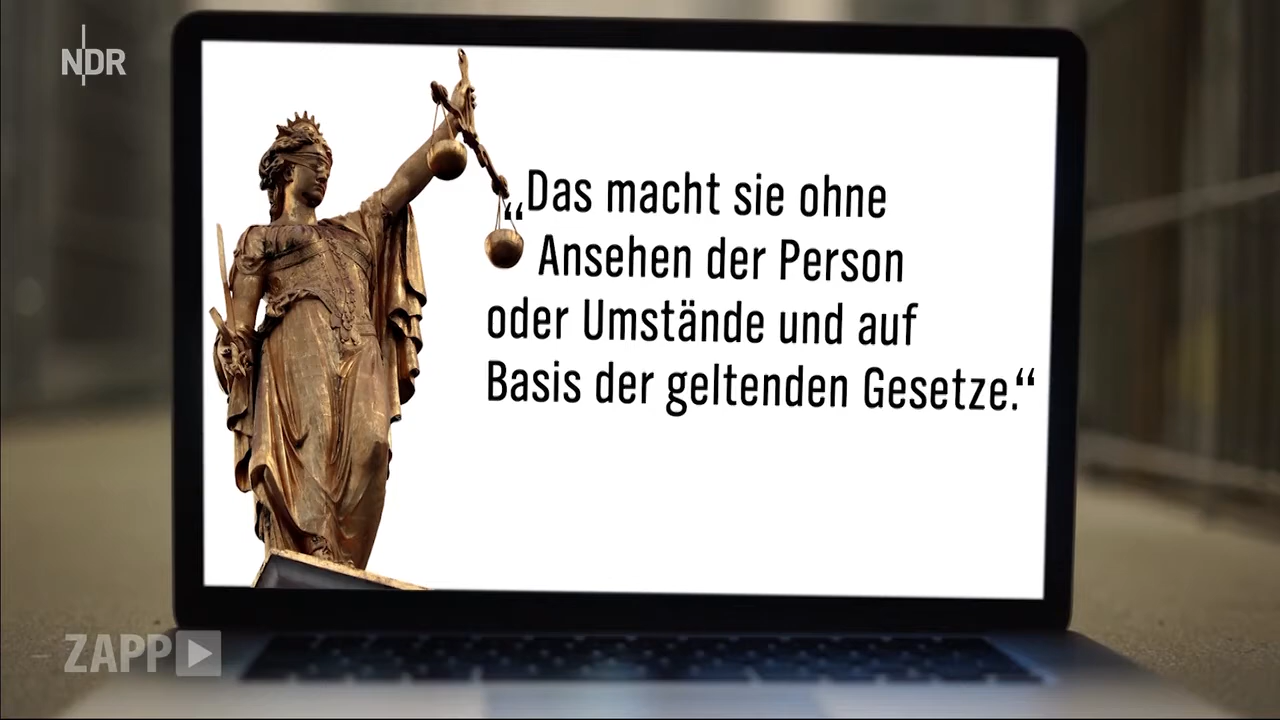 NDR
„Das macht sie ohne
Ansehen der Person
oder Umstände und auf
Basis der geltenden Gesetze.“
ZAPP